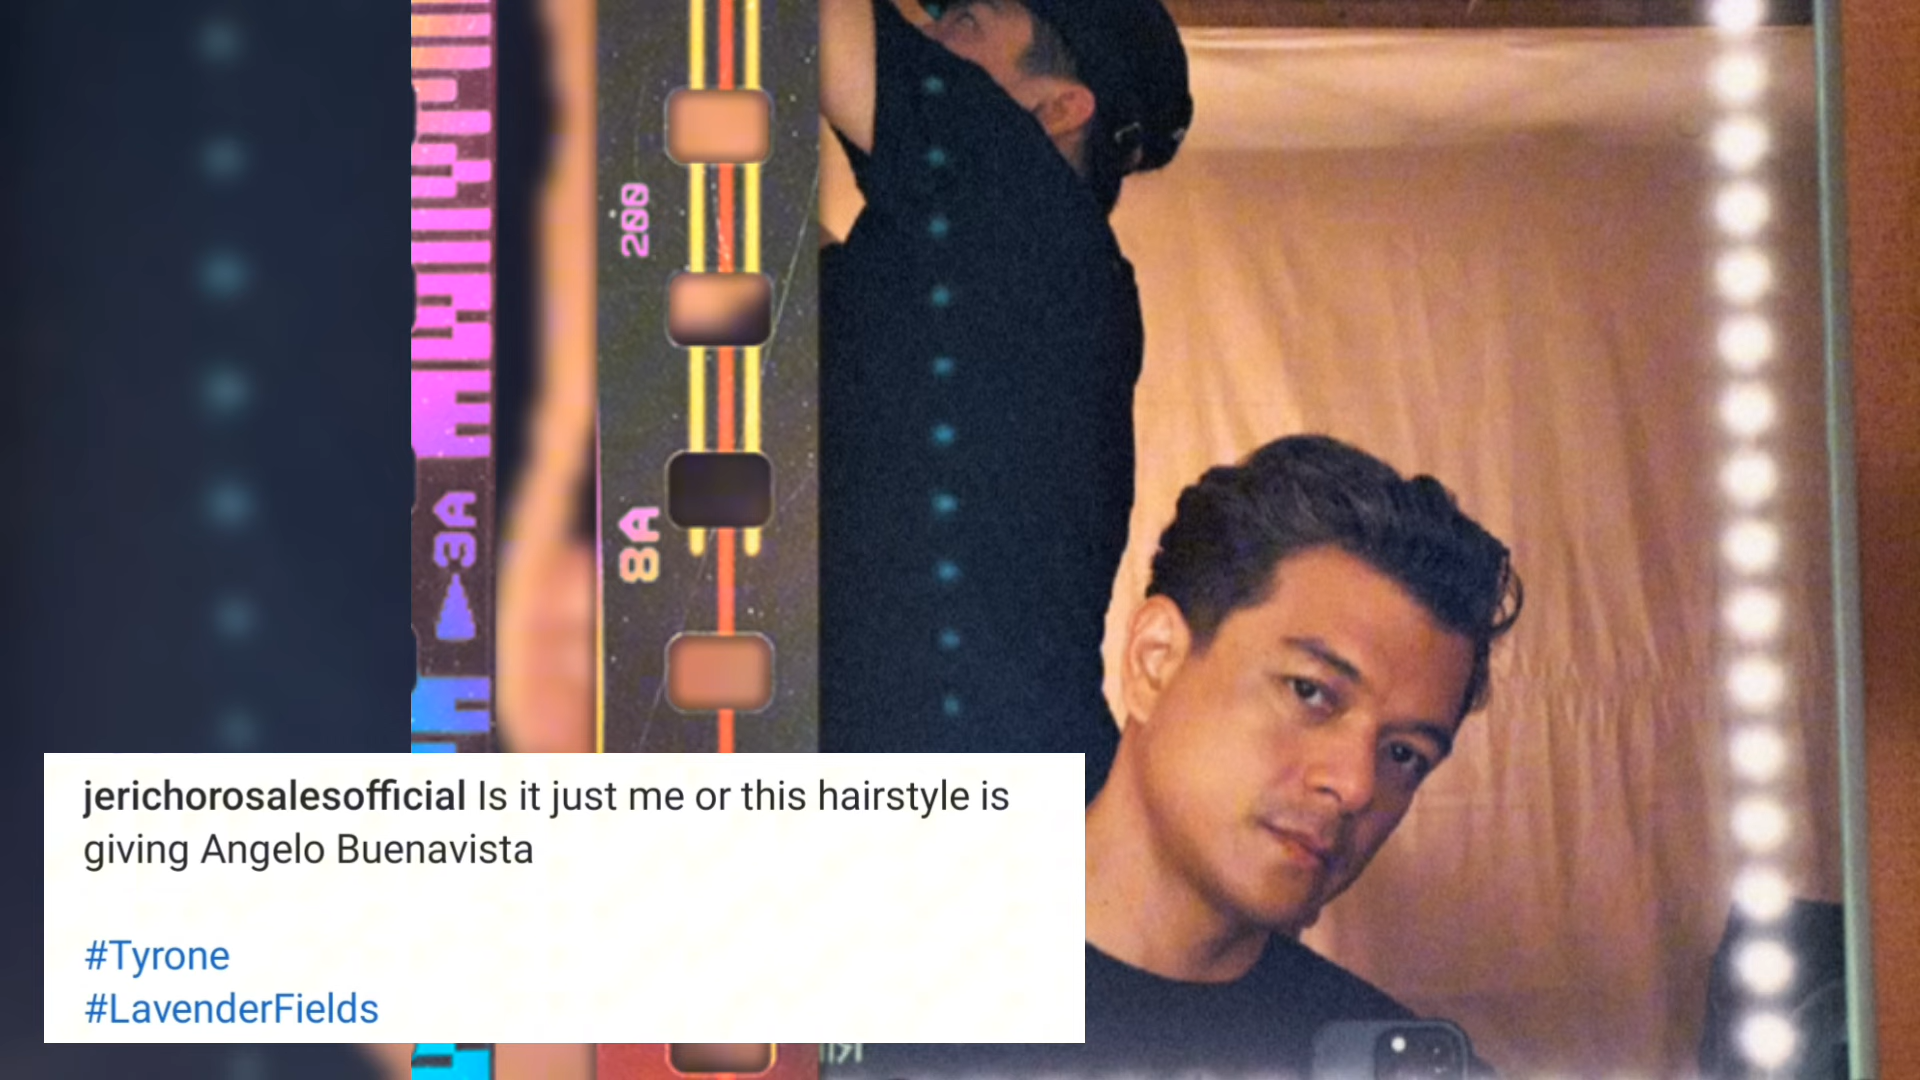 200
8A
3A
jerichorosalesofficial Is it just me or this hairstyle is
giving Angelo Buenavista
#Tyrone
#LavenderFields